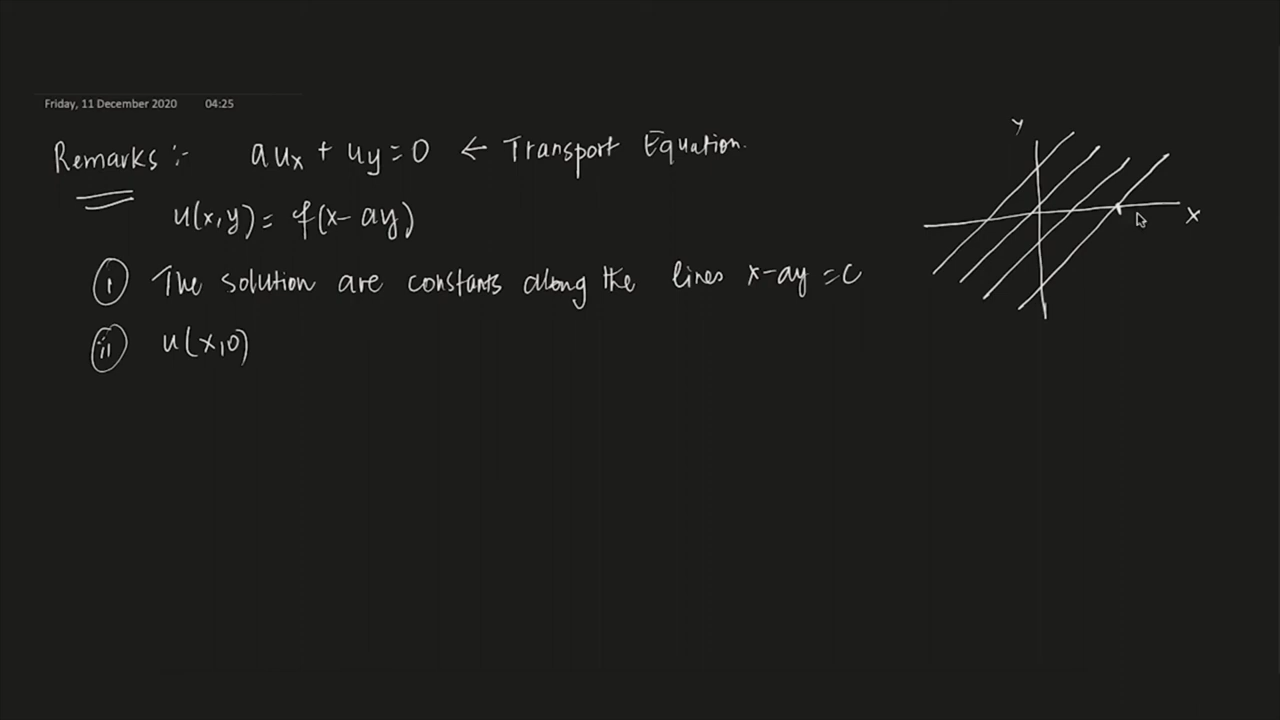 Friday, 11 December 2020 04:25
Remarks :- aux + uy = 0 ← Transport Equation.
u(x,y) = f(x- ay)
(i) The solution are constants along the lines x-ay = c
(ii) u(x,0)
y
x